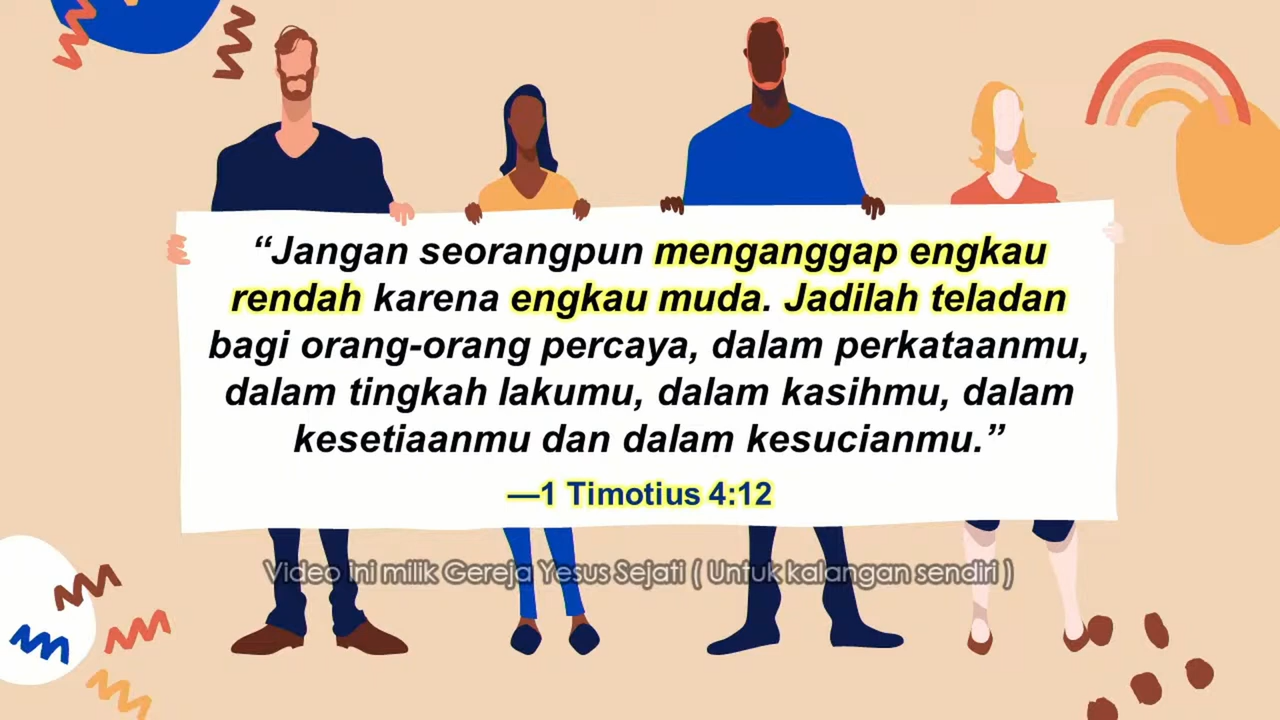 “Jangan seorangpun menganggap engkau
rendah karena engkau muda. Jadilah teladan
bagi orang-orang percaya, dalam perkataanmu,
dalam tingkah lakumu, dalam kasihmu, dalam
kesetiaanmu dan dalam kesucianmu.”
—1 Timotius 4:12
Video ini milik Gereja Yesus Sejati ( Untuk kalangan sendiri )